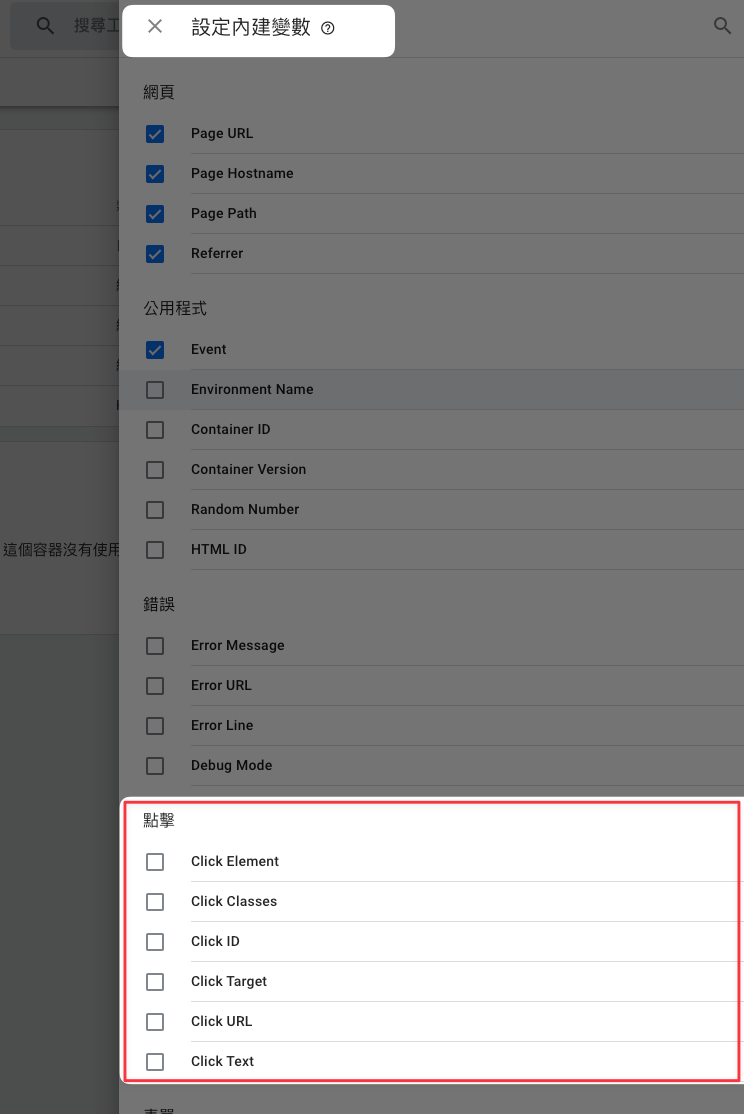 搜尋工
設定內建變數
網頁
Page URL
Page Hostname
Page Path
Referrer
公用程式
Event
Environment Name
Container ID
Container Version
Random Number
HTML ID
這個容器沒有使用
錯誤
Error Message
Error URL
Error Line
Debug Mode
點擊
Click Element
Click Classes
Click ID
Click Target
Click URL
Click Text